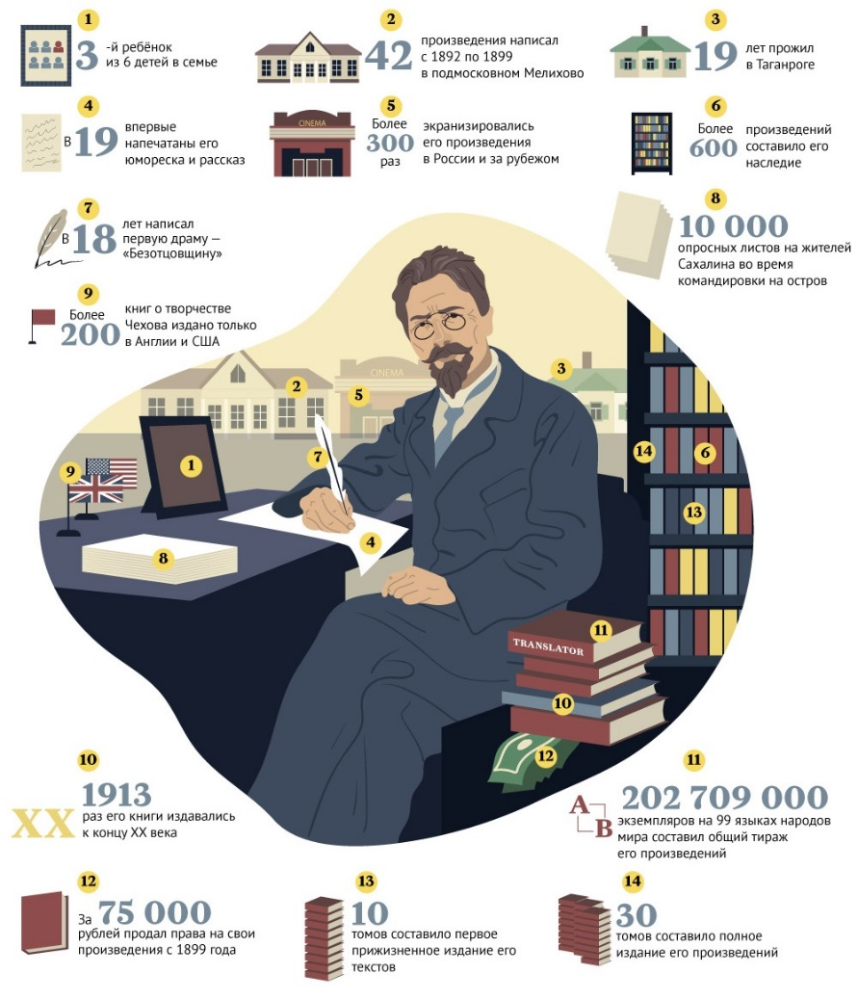 1
3 -й ребёнок
из 6 детей в семье
2
42 произведения написал
с 1892 по 1899
в подмосковном Мелихово
3
19 лет прожил
в Таганроге
4
В 19 впервые
напечатаны его
юмореска и рассказ
5
CINEMA
Более
300
раз
экранизировались
его произведения
в России и за рубежом
6
Более
600
произведений
составило его
наследие
7
В 18 лет написал
первую драму —
«Безотцовщину»
8
10 000
опросных листов на жителей
Сахалина во время
командировки на остров
9
Более
200
книг о творчестве
Чехова издано только
в Англии и США
CINEMA
2
5
3
7
9
1
14
6
13
4
8
11
TRANSLATOR
10
12
10
XX
1913
раз его книги издавались
к концу XX века
11
A
B
202 709 000
экземпляров на 99 языках народов
мира составил общий тираж
его произведений
12
За 75 000
рублей продал права на свои
произведения с 1899 года
13
10
томов составило первое
прижизненное издание его
текстов
14
30
томов составило полное
издание его произведений